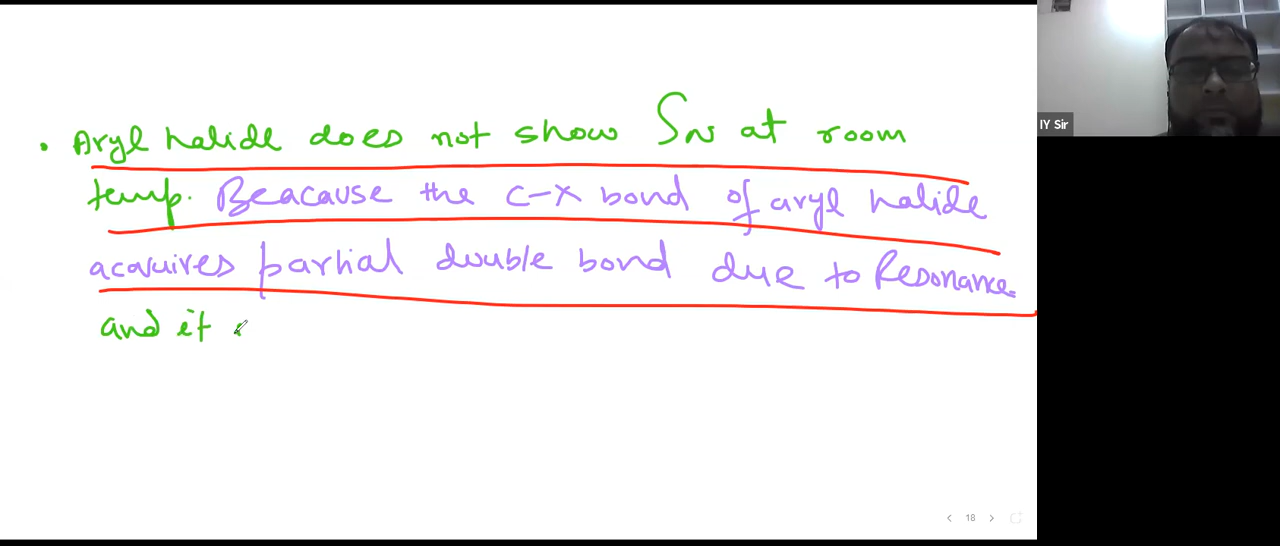 . Aryl halide does not show SN at room
temp. Beacause the C-X bond of aryl halide
acquires partial double bond due to Resonance.
and it
IY Sir
< 18 >